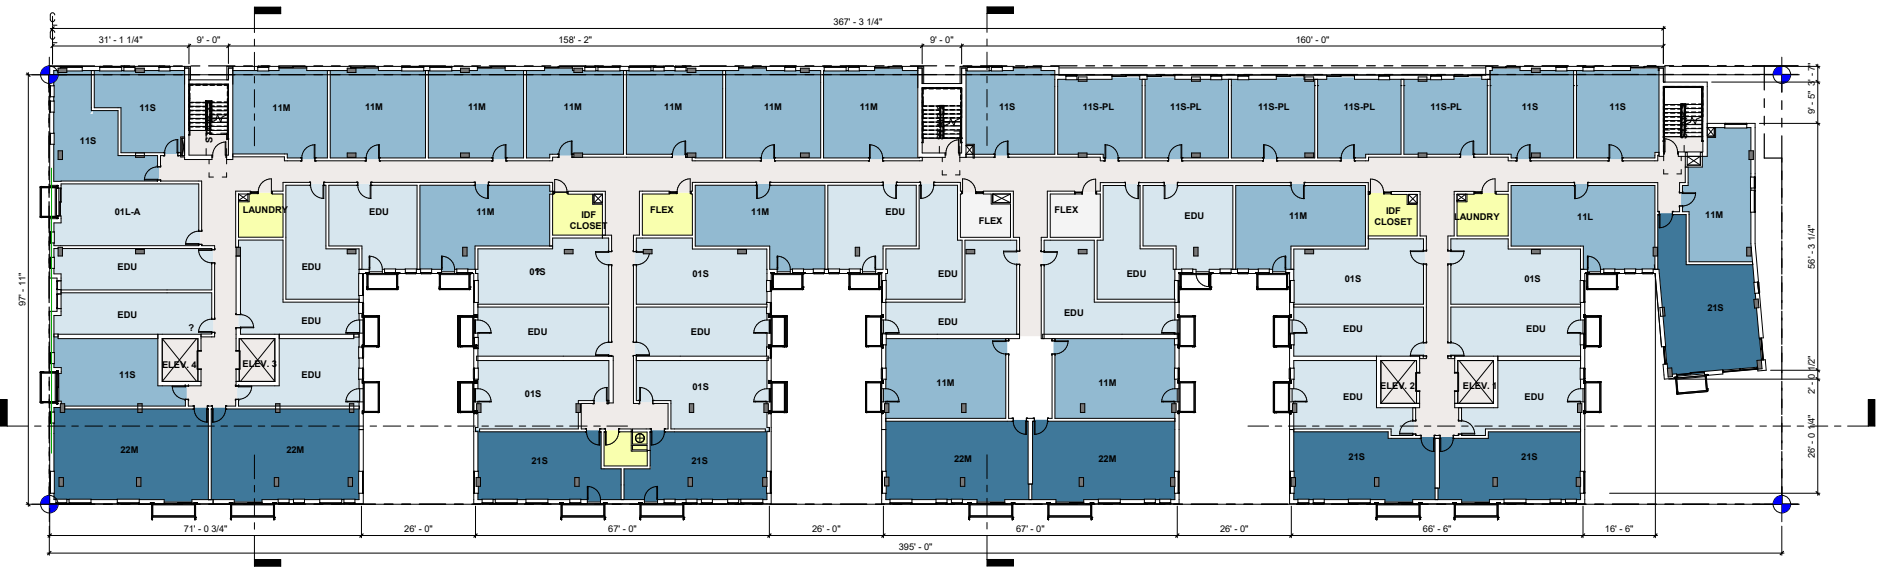 367' - 3 1/4"
31' - 1 1/4"
9' - 0"
158' - 2"
9' - 0"
160' - 0"
3' - 7"
9' - 5"
11S
11M
11M
11M
11M
11M
11M
11M
11S
11S-PL
11S-PL
11S-PL
11S-PL
11S-PL
11S
11S
11S
01L-A
LAUNDRY
EDU
11M
IDF
CLOSET
FLEX
11M
EDU
FLEX
FLEX
EDU
11M
IDF
CLOSET
LAUNDRY
11L
11M
56' - 3 1/4"
97' - 11"
EDU
EDU
01S
?
01S
EDU
EDU
01S
01S
EDU
?
EDU
EDU
EDU
EDU
EDU
EDU
EDU
21S
11S
ELEV. 4
ELEV. 3
EDU
01S
01S
11M
11M
EDU
ELEV. 2
ELEV. 1
EDU
2' - 0 1/2"
26' - 0 1/4"
22M
22M
21S
21S
22M
22M
21S
21S
71' - 0 3/4"
26' - 0"
67' - 0"
26' - 0"
67' - 0"
26' - 0"
66' - 6"
16' - 6"
395' - 0"